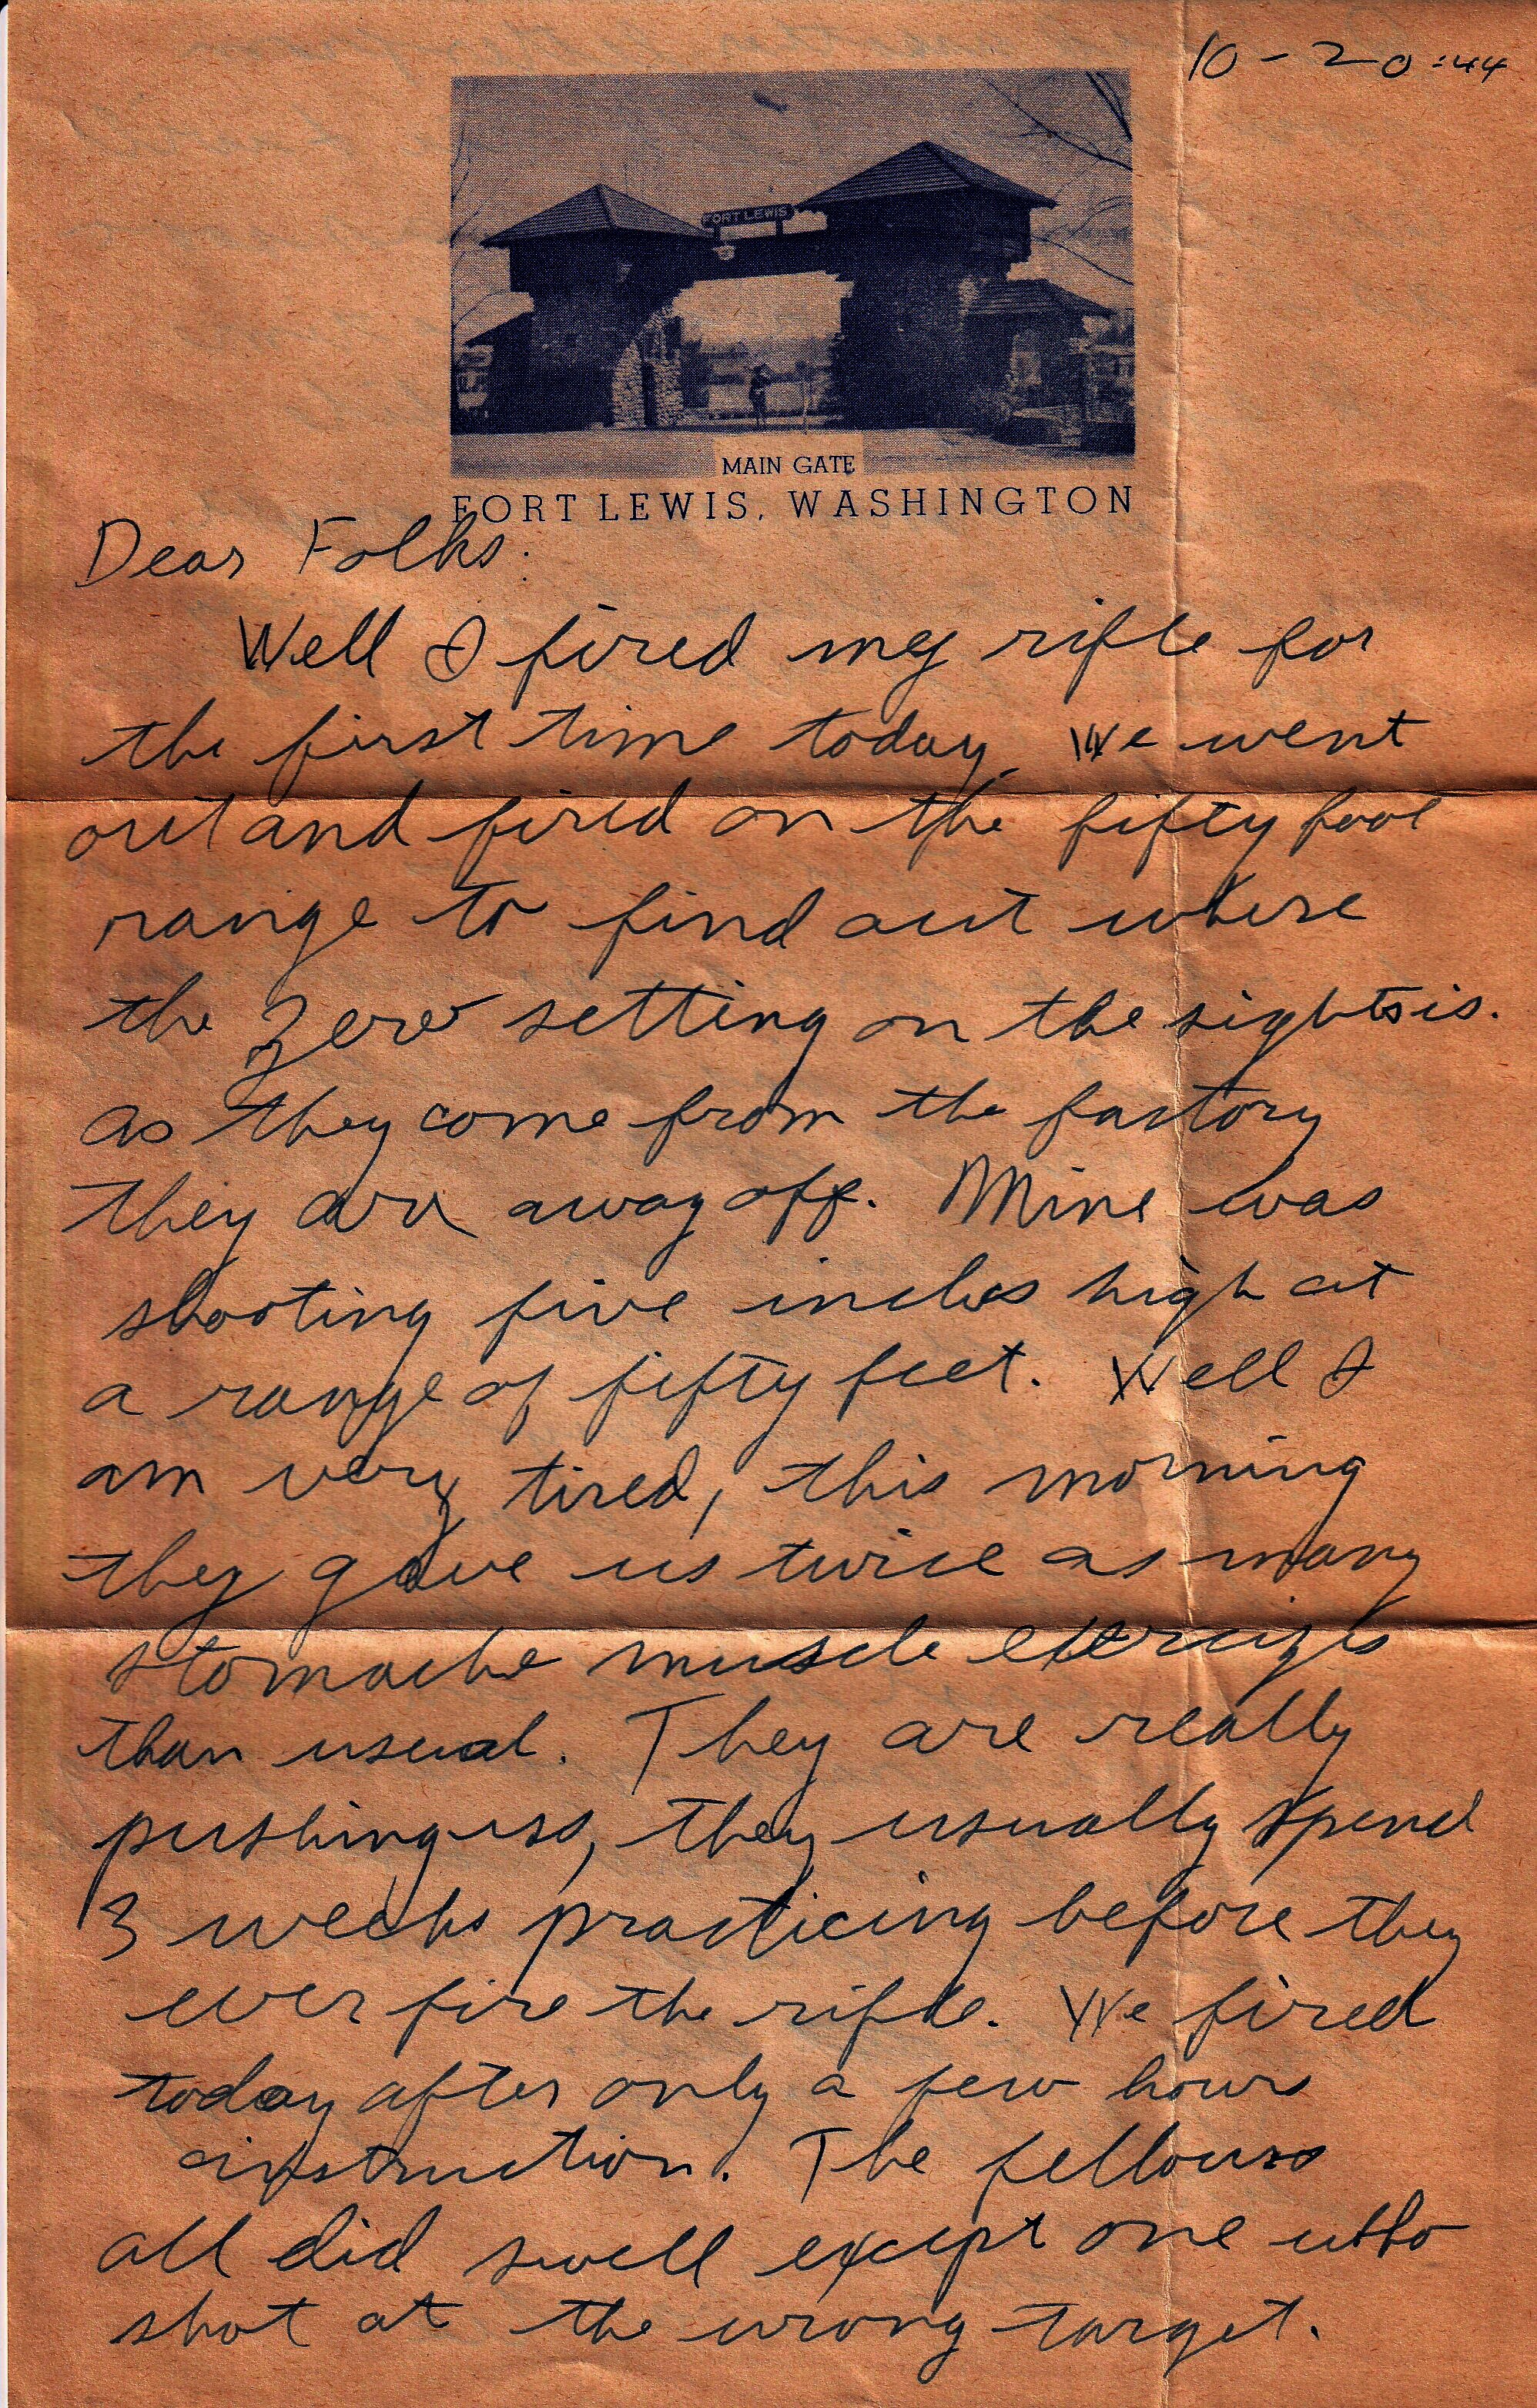 10-20-44
FORT LEWIS
MAIN GATE
FORT LEWIS, WASHINGTON
Dear Folks:
Well I fired my rifle for
the first time today. We went
out and fired on the fifty foot
range to find out where
the zero setting on the sights is.
as they come from the factory
they are away off. Mine was
shooting five inches high at
a range of fifty feet. Well I
am very tired, this morning
they gave us twice as many
stomache muscle exercizes
than usual. They are really
pushing us, they usually spend
3 weeks practicing before they
ever fire the rifle. We fired
today after only a few hours
instruction. The fellows
all did swell except one who
shot at the wrong target.